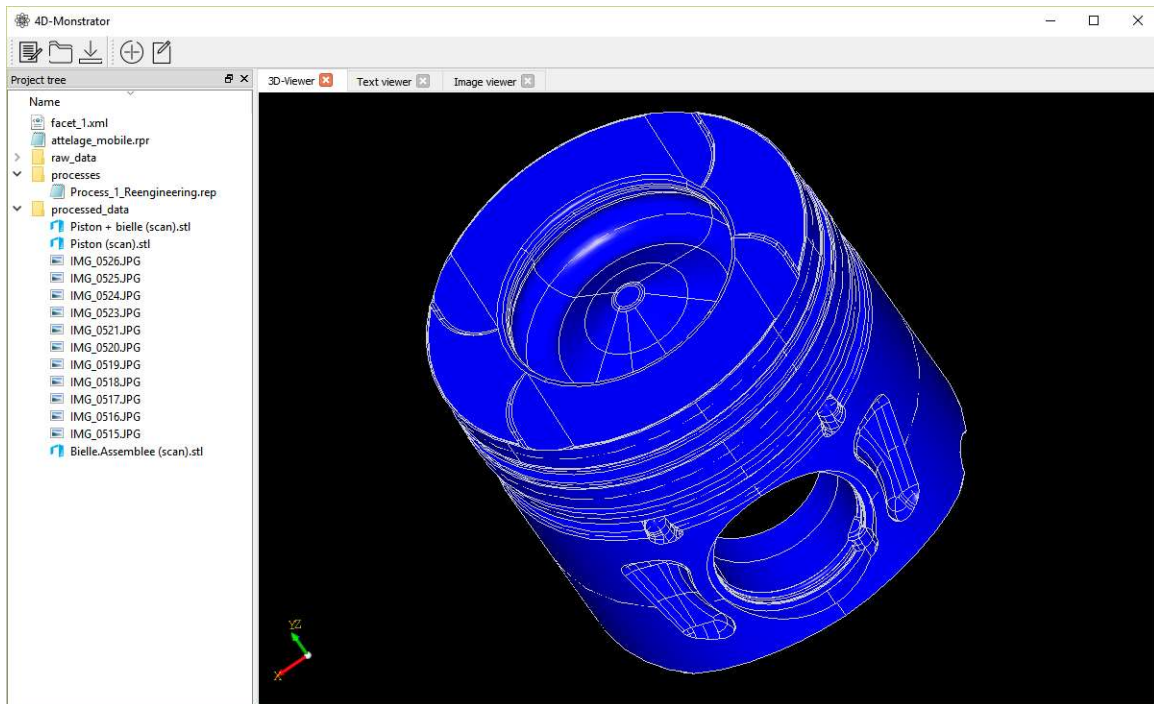 4D-Monstrator
Project tree
3D-Viewer
Text viewer
Image viewer
Name
facet_1.xml
attelage_mobile.rpr
raw_data
processes
Process_1_Reengineering.rep
processed_data
Piston + bielle (scan).stl
Piston (scan).stl
IMG_0526.JPG
IMG_0525.JPG
IMG_0524.JPG
IMG_0523.JPG
IMG_0521.JPG
IMG_0520.JPG
IMG_0519.JPG
IMG_0518.JPG
IMG_0517.JPG
IMG_0516.JPG
IMG_0515.JPG
Bielle.Assemblee (scan).stl
YZ
X